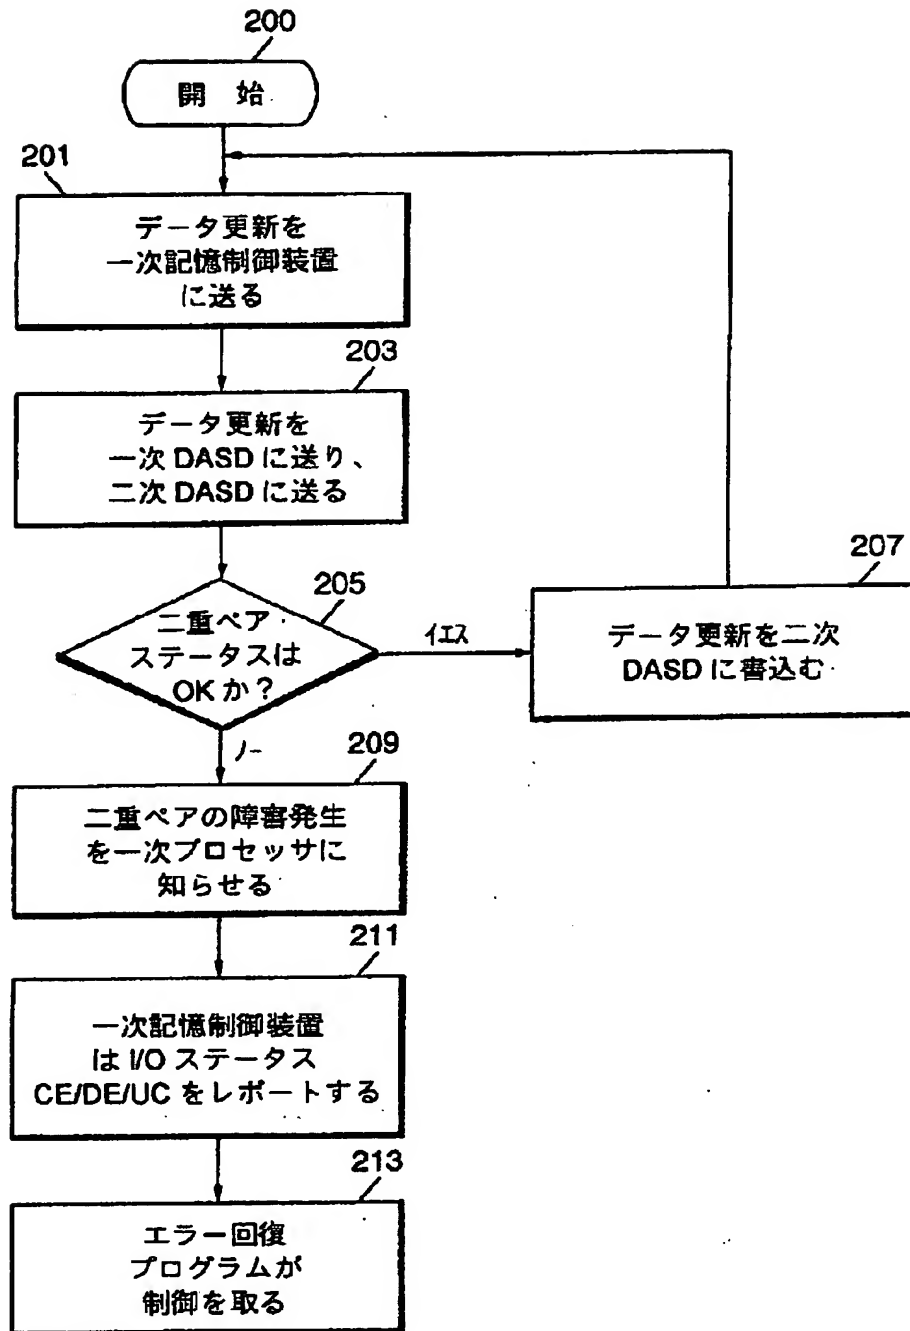 200
開 始
201
データ更新を
一次記憶制御装置
に送る
203
データ更新を
一次 DASD に送り、
二次 DASD に送る
205
二重ペア
ステータスは
OK か？
イエス
207
データ更新を二次
DASD に書込む
ノー
209
二重ペアの障害発生
を一次プロセッサに
知らせる
211
一次記憶制御装置
は I/O ステータス
CE/DE/UC をレポートする
213
エラー回復
プログラムが
制御を取る